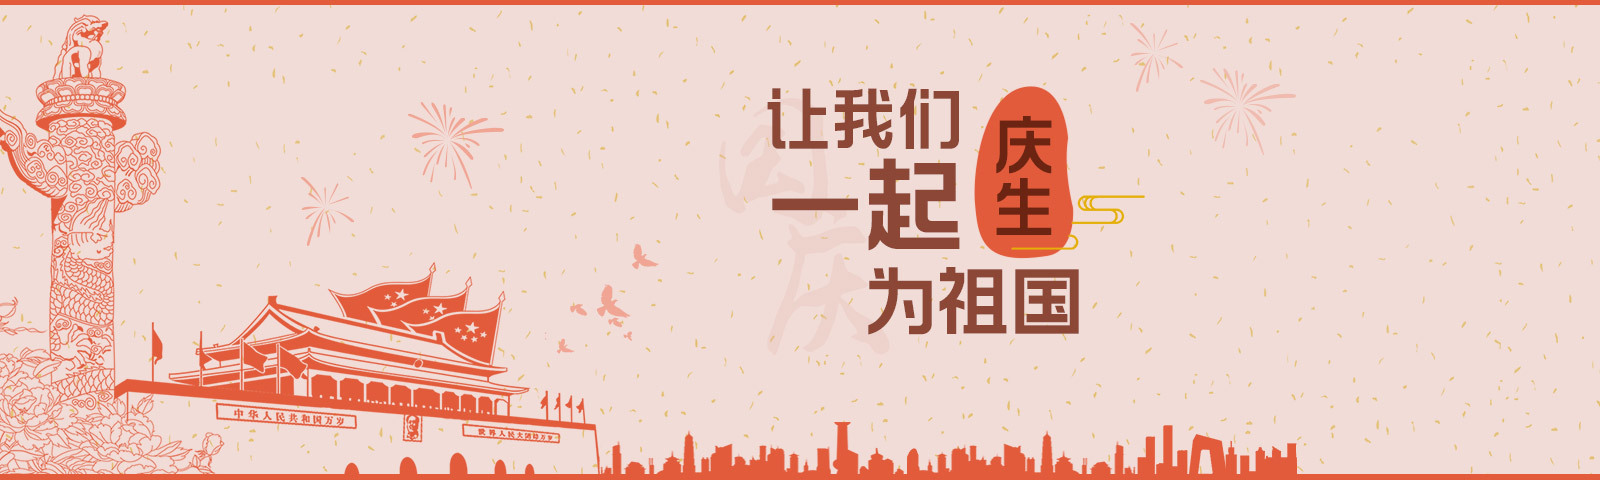 让我们
一起
庆生
为祖国
国庆
中华人民共和国万岁
世界人民大团结万岁